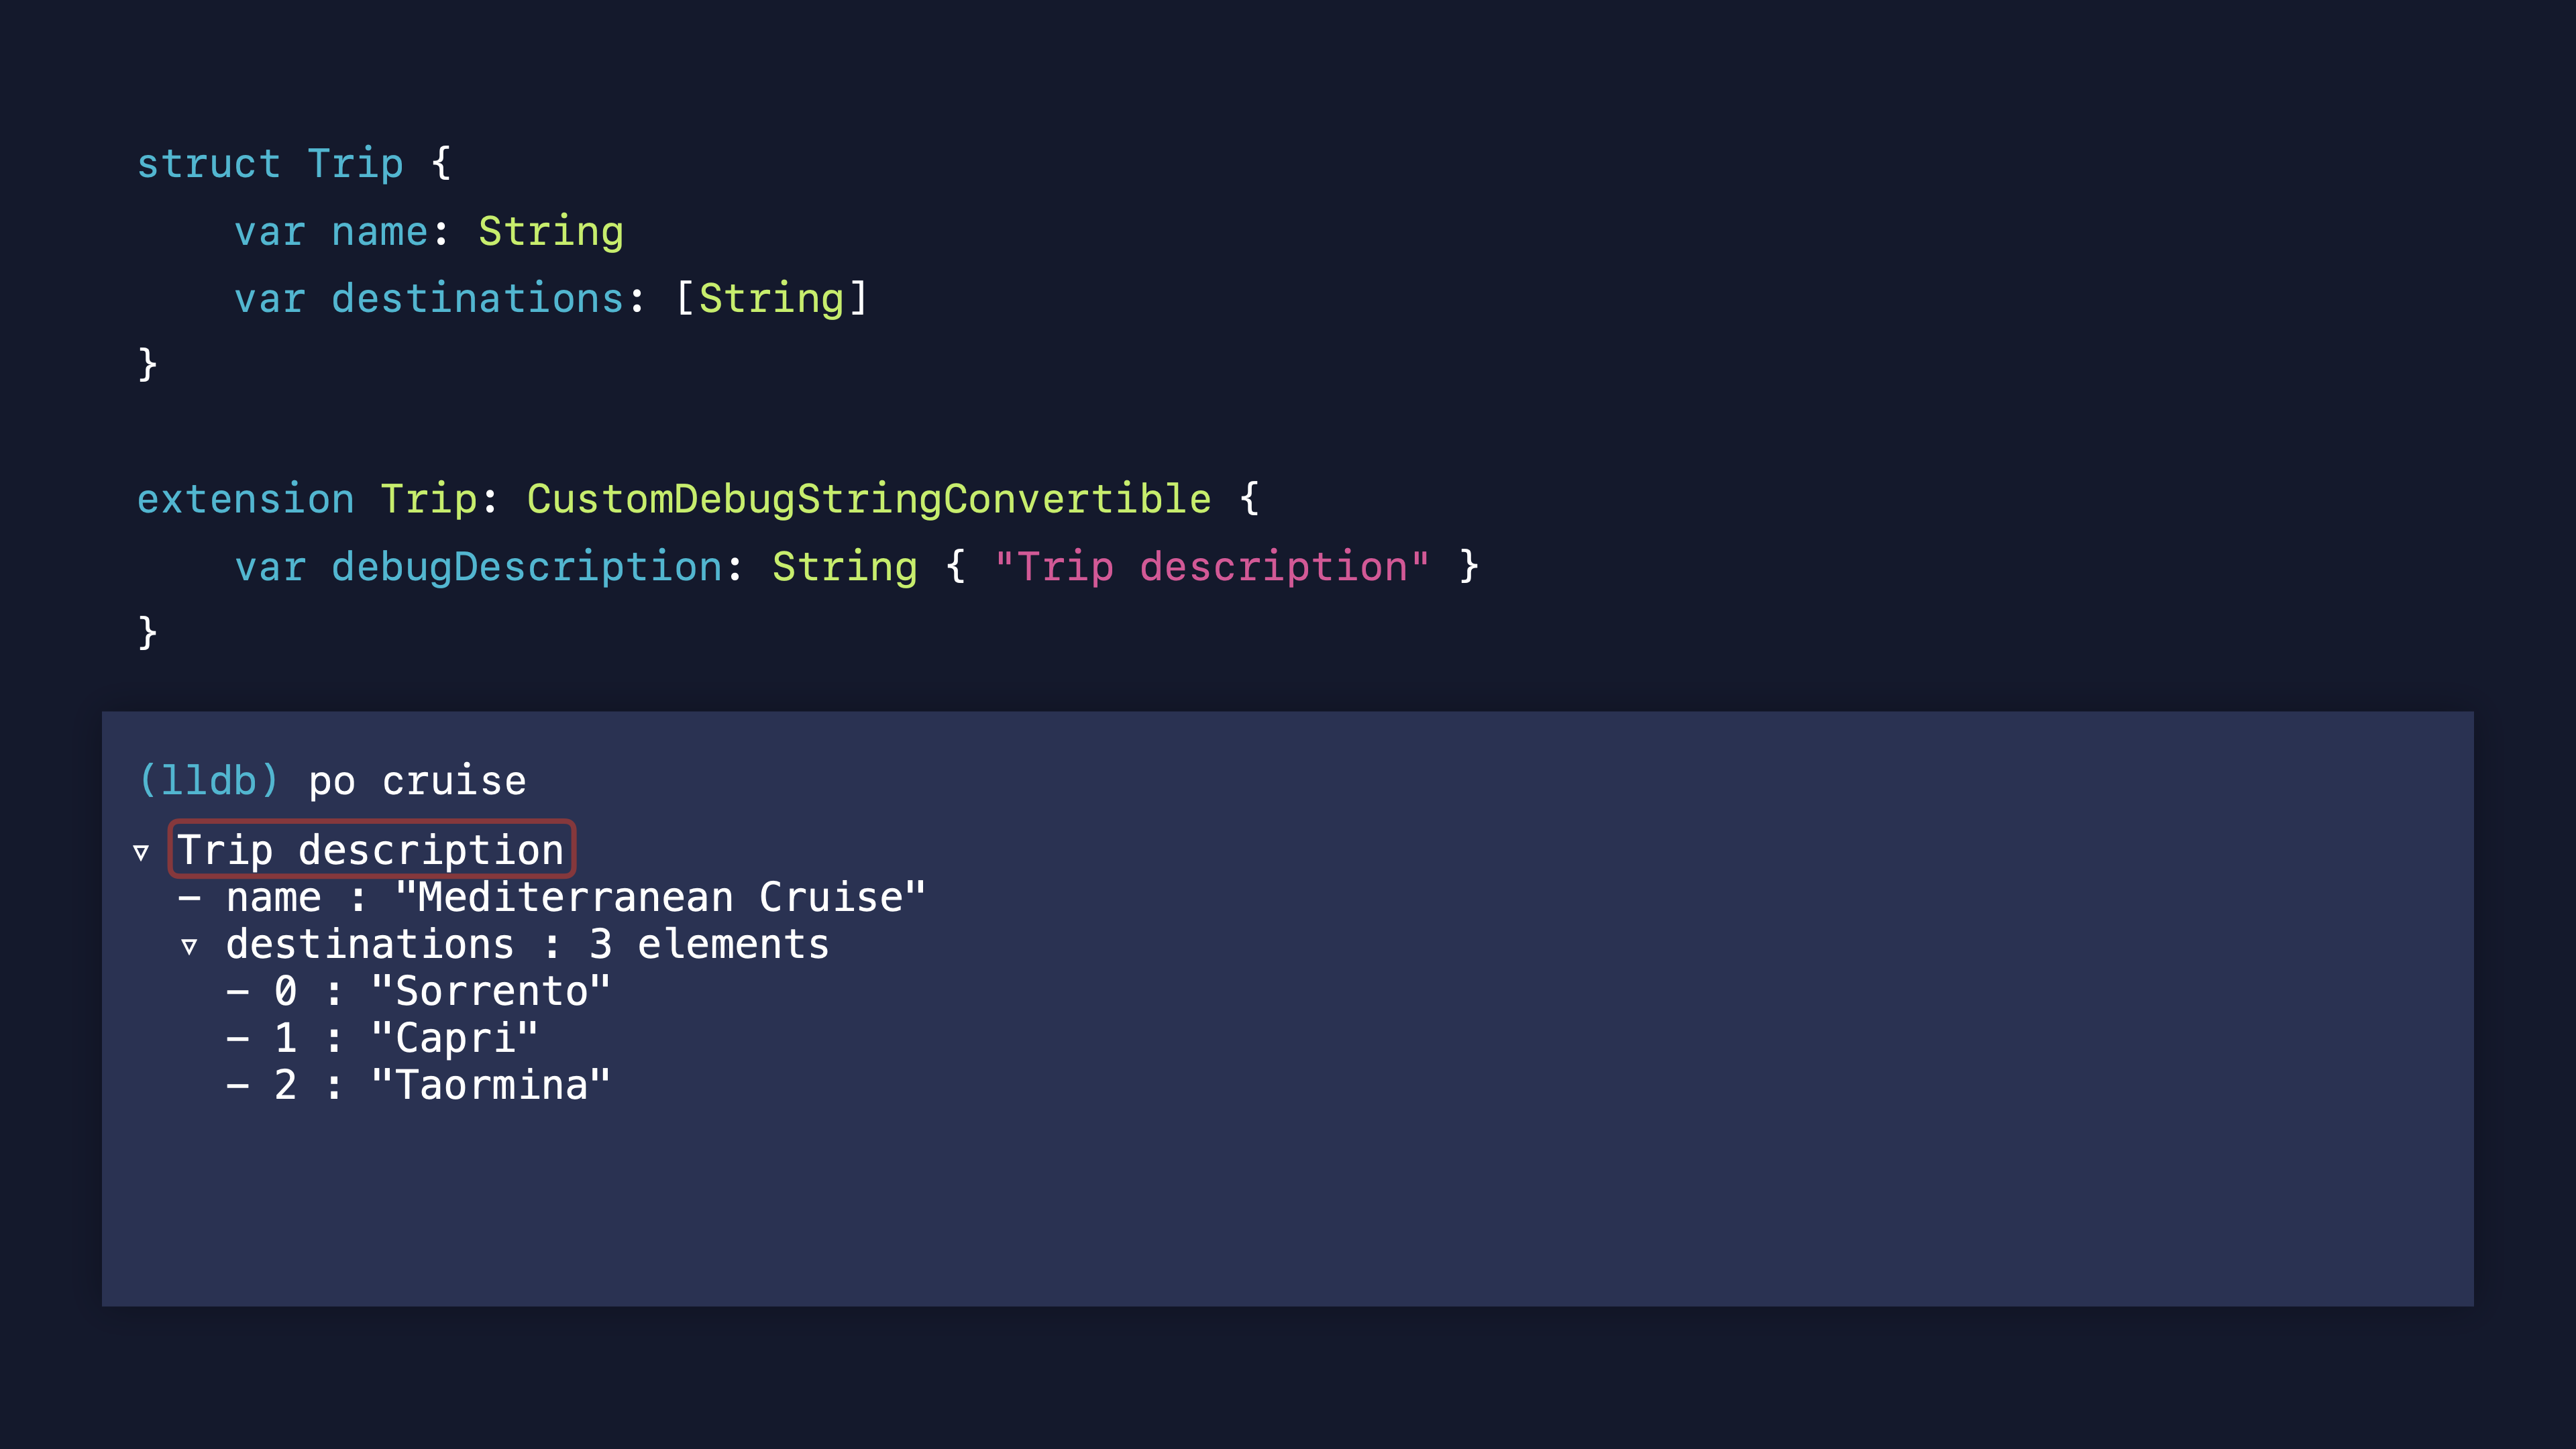 struct Trip {
    var name: String
    var destinations: [String]
}
extension Trip: CustomDebugStringConvertible {
    var debugDescription: String { "Trip description" }
}
(lldb) po cruise
▿ Trip description
  - name : "Mediterranean Cruise"
  ▿ destinations : 3 elements
    - 0 : "Sorrento"
    - 1 : "Capri"
    - 2 : "Taormina"